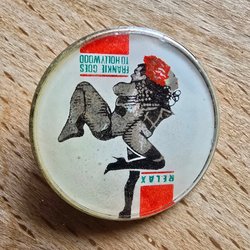 FRANKIE GOES
TO HOLLYWOOD
RELAX